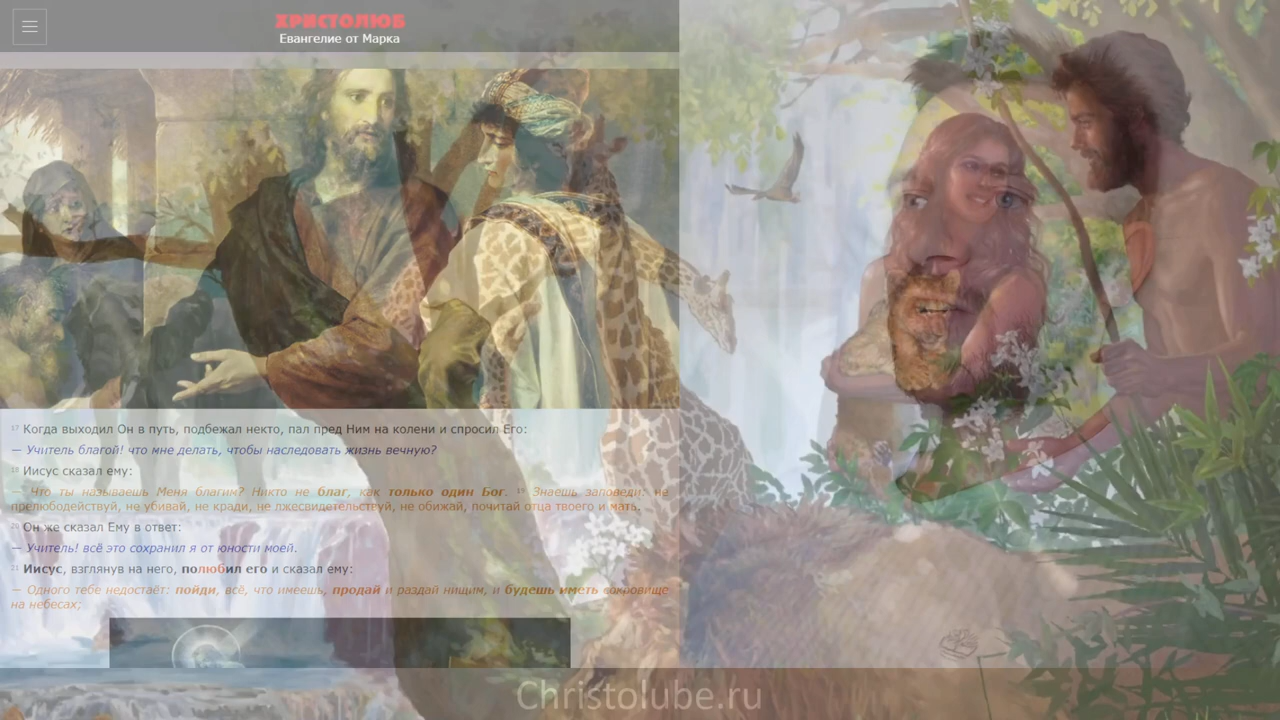 ХРИСТОЛЮБ
Евангелие от Марка
17 Когда выходил Он в путь, подбежал некто, пал пред Ним на колени и спросил Его:
— Учитель благой! что мне делать, чтобы наследовать жизнь вечную?
18 Иисус сказал ему:
— Что ты называешь Меня благим? Никто не благ, как только один Бог. 19 Знаешь заповеди: не
прелюбодействуй, не убивай, не кради, не лжесвидетельствуй, не обижай, почитай отца твоего и мать.
20 Он же сказал Ему в ответ:
— Учитель! всё это сохранил я от юности моей.
21 Иисус, взглянув на него, полюбил его и сказал ему:
— Одного тебе недостаёт: пойди, всё, что имеешь, продай и раздай нищим, и будешь иметь сокровище
на небесах;
Christolube.ru